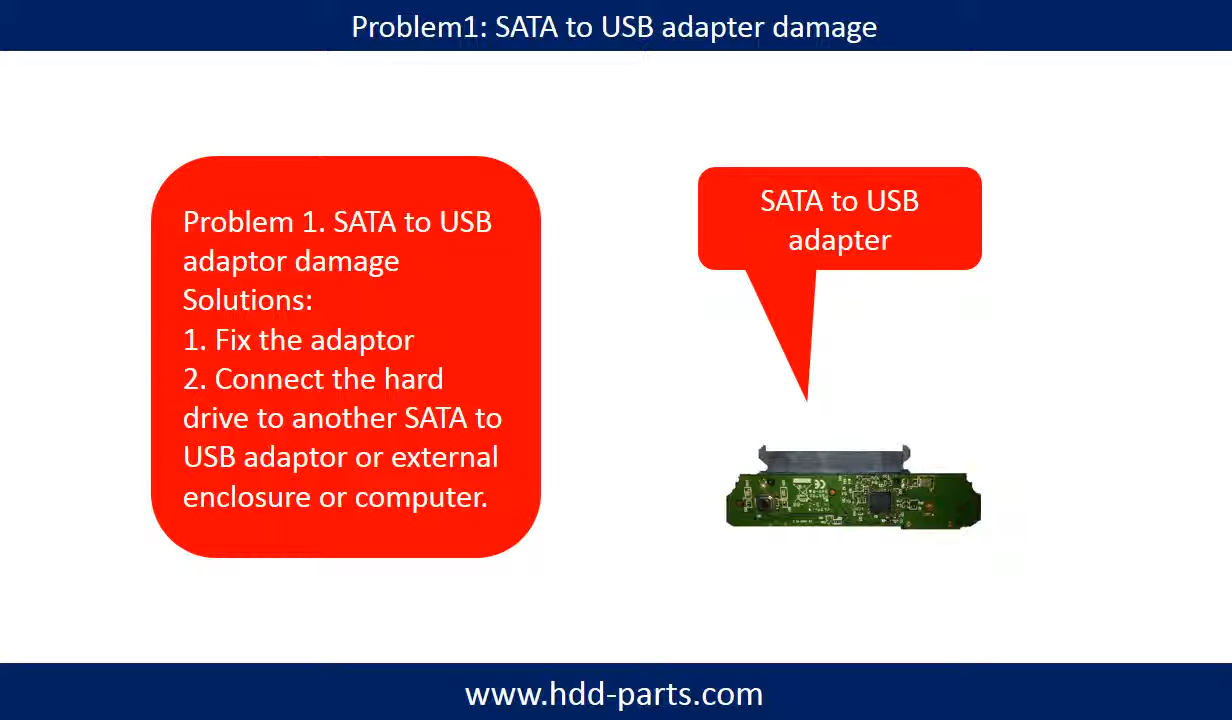 Problem1: SATA to USB adapter damage
Problem 1. SATA to USB
adaptor damage
Solutions:
1. Fix the adaptor
2. Connect the hard
drive to another SATA to
USB adaptor or external
enclosure or computer.
SATA to USB
adapter
www.hdd-parts.com